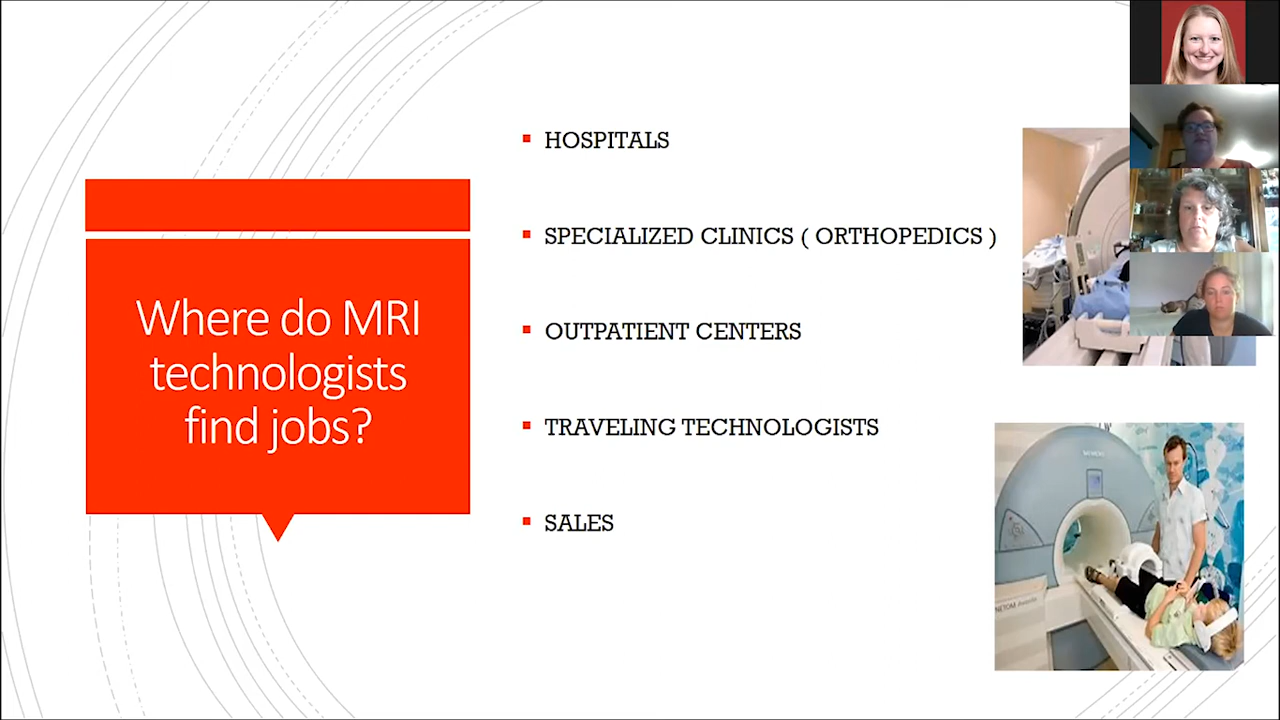 Where do MRI
technologists
find jobs?
HOSPITALS
SPECIALIZED CLINICS ( ORTHOPEDICS )
OUTPATIENT CENTERS
TRAVELING TECHNOLOGISTS
SALES